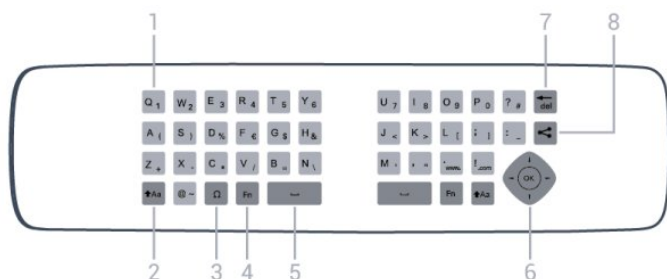 1 7 8
Q 1 W 2 E 3 R 4 T 5 Y 6 U 7 I 8 O 9 P 0 ? # del
A ( S ) D % F € G $ H & J < K > L [ ; ] : _
Z + X - C * V / B = N \ M ' , " . www. ! .com
Aa @ ~ Ω Fn Fn Aa OK
2 3 4 5 6